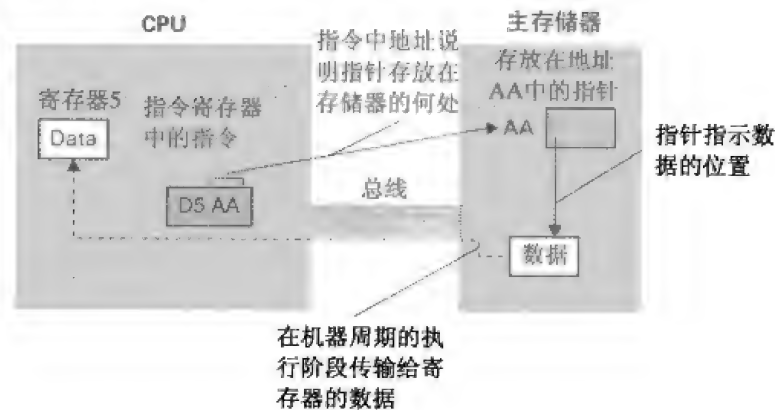 CPU
主存储器
指令中地址说
明指针存放在
存储器的何处
存放在地址
AA中的指针
寄存器5
Data
指令寄存器
中的指令
D5 AA
AA
指针指示数
据的位置
总线
数据
在机器周期的执
行阶段传输给寄
存器的数据